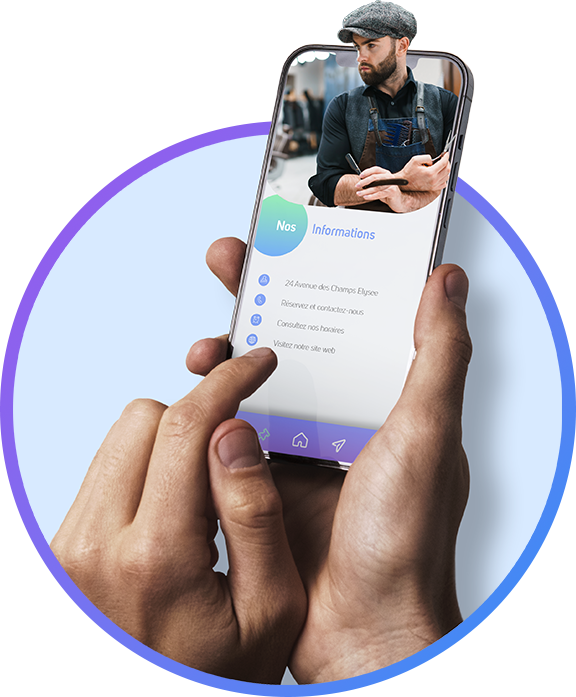 Nos Informations
24 Avenue des Champs Elysee
Réservez et contactez-nous
Consultez nos horaires
Visitez notre site web